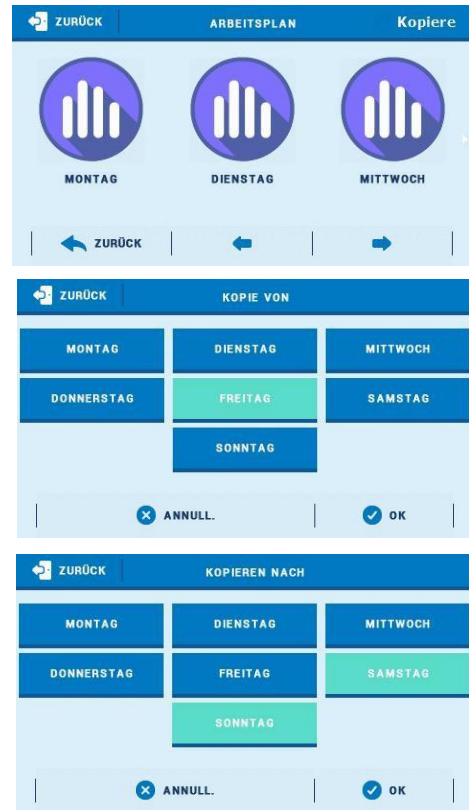 ZURÜCK ARBEITSPLAN Kopiere
MONTAG DIENSTAG MITTWOCH
ZURÜCK
ZURÜCK KOPIE VON
MONTAG DIENSTAG MITTWOCH
DONNERSTAG FREITAG SAMSTAG
SONNTAG
ANNULL. OK
ZURÜCK KOPIEREN NACH
MONTAG DIENSTAG MITTWOCH
DONNERSTAG FREITAG SAMSTAG
SONNTAG
ANNULL. OK